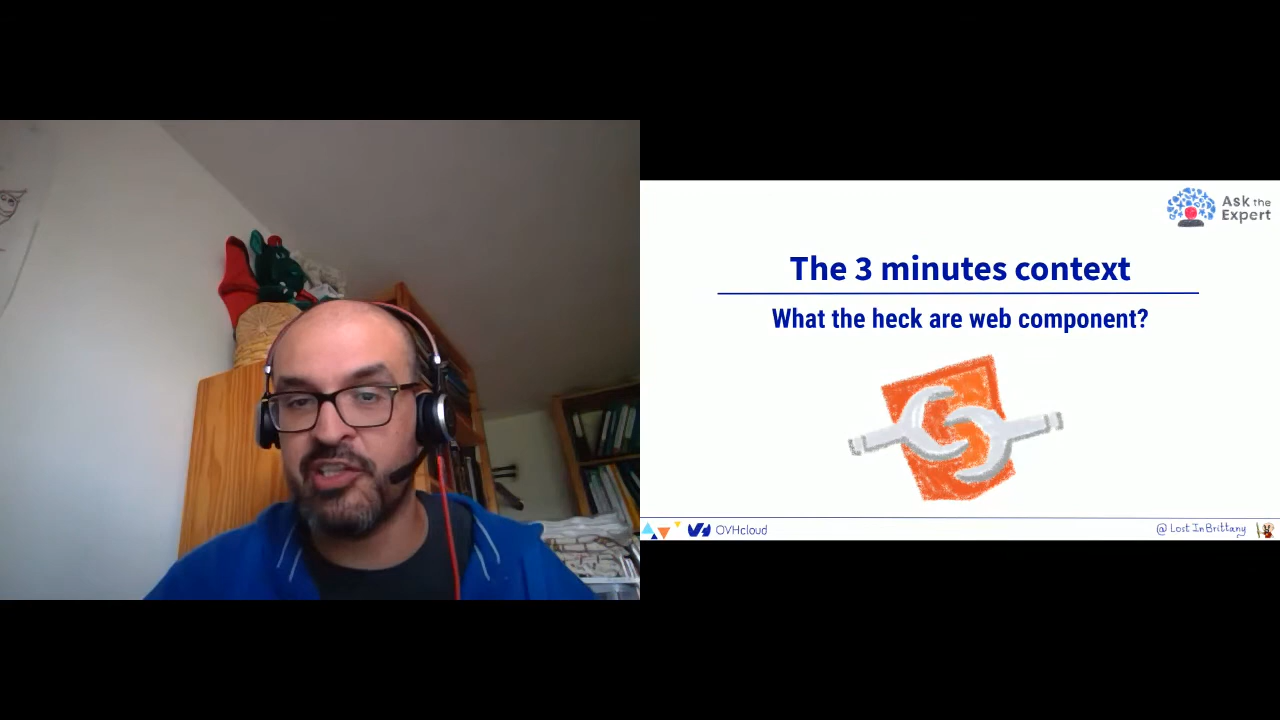 Ask the
Expert
The 3 minutes context
What the heck are web component?
OVHcloud
@LostInBrittany